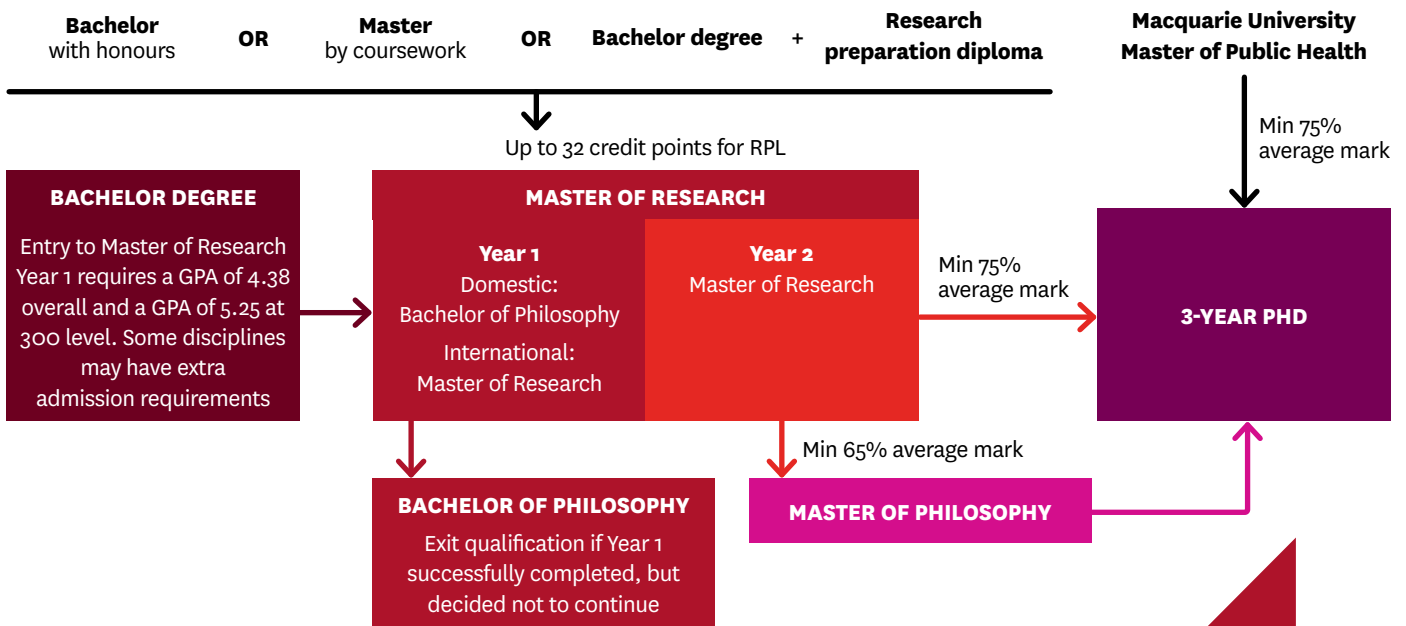 Bachelor
with honours
OR
Master
by coursework
OR
Bachelor degree
+
Research
preparation diploma
Macquarie University
Master of Public Health
Min 75%
average mark
Up to 32 credit points for RPL
BACHELOR DEGREE
Entry to Master of Research
Year 1 requires a GPA of 4.38
overall and a GPA of 5.25 at
300 level. Some disciplines
may have extra
admission requirements
MASTER OF RESEARCH
Year 1
Domestic:
Bachelor of Philosophy
International:
Master of Research
Year 2
Master of Research
Min 75%
average mark
3-YEAR PHD
Min 65% average mark
BACHELOR OF PHILOSOPHY
Exit qualification if Year 1
successfully completed, but
decided not to continue
MASTER OF PHILOSOPHY